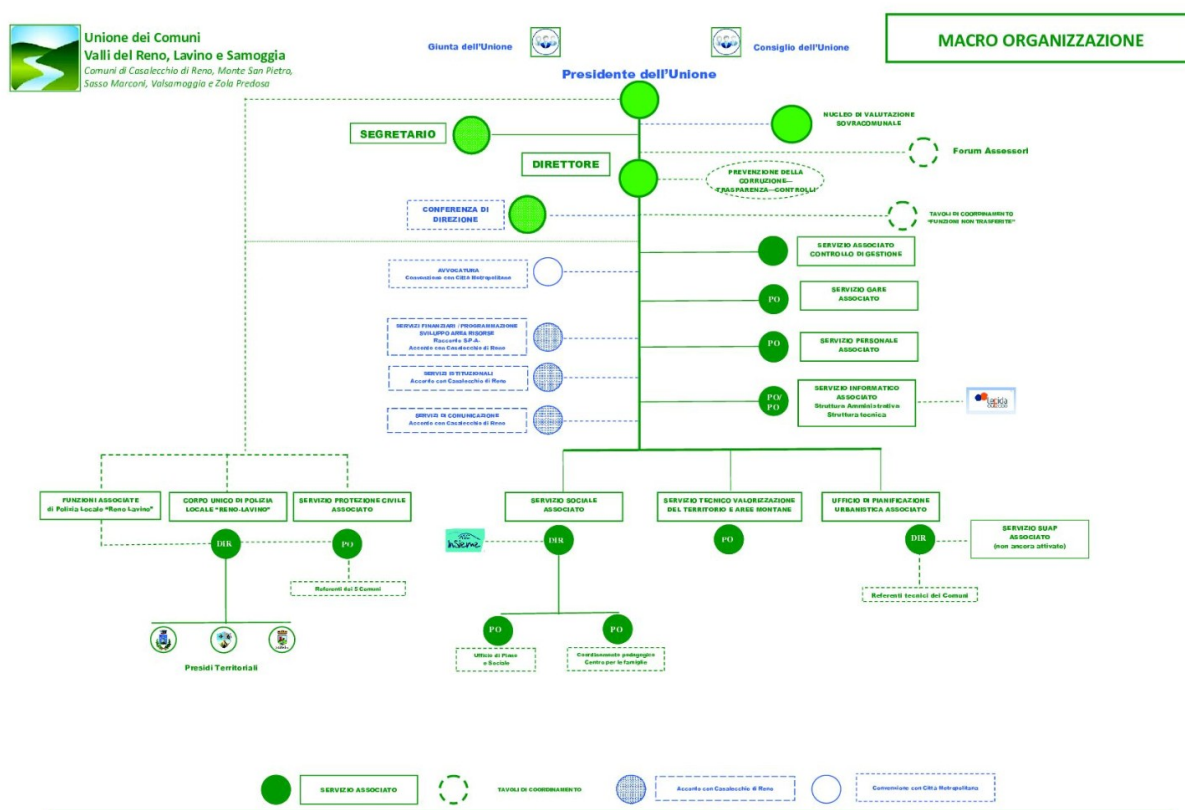 Unione dei Comuni
Valli del Reno, Lavino e Samoggia
Comuni di Casalecchio di Reno, Monte San Pietro,
Sasso Marconi, Valsamoggia e Zola Predosa
Giunta dell'Unione
Consiglio dell'Unione
MACRO ORGANIZZAZIONE
Presidente dell'Unione
NUCLEO DI VALUTAZIONE
SOVRACOMUNALE
SEGRETARIO
Forum Assessori
DIRETTORE
PREVENZIONE DELLA
CORRUZIONE—
TRASPARENZA—CONTROLLI
CONFERENZA DI
DIREZIONE
TAVOLI DI COORDINAMENTO
"FUNZIONI NON TRASFERITE"
SERVIZIO ASSOCIATO
CONTROLLO DI GESTIONE
AVVOCATURA
Convenzione con Città Metropolitana
PO
SERVIZIO GARE
ASSOCIATO
SERVIZI FINANZIARI / PROGRAMMAZIONE
SVILUPPO AREA RISORSE
Raccordo S.P.A.
Accordo con Casalecchio di Reno
PO
SERVIZIO PERSONALE
ASSOCIATO
SERVIZI ISTITUZIONALI
Accordo con Casalecchio di Reno
PO/
PO
SERVIZIO INFORMATICO
ASSOCIATO
Struttura Amministrativa
Struttura tecnica
lepida
SERVIZI DI COMUNICAZIONE
Accordo con Casalecchio di Reno
FUNZIONI ASSOCIATE
di Polizia Locale "Reno Lavino"
CORPO UNICO DI POLIZIA
LOCALE "RENO-LAVINO"
SERVIZIO PROTEZIONE CIVILE
ASSOCIATO
SERVIZIO SOCIALE
ASSOCIATO
SERVIZIO TECNICO VALORIZZAZIONE
DEL TERRITORIO E AREE MONTANE
UFFICIO DI PIANIFICAZIONE
URBANISTICA ASSOCIATO
DIR
PO
insieme
DIR
PO
DIR
SERVIZIO SUAP
ASSOCIATO
(non ancora attivato)
Referenti dei 5 Comuni
Referenti tecnici dei Comuni
PO
PO
Ufficio di Piano
e Sociale
Coordinamento pedagogico
Centro per le famiglie
Presidi Territoriali
SERVIZIO ASSOCIATO
TAVOLI DI COORDINAMENTO
Accordo con Casalecchio di Reno
Convenzione con Città Metropolitana